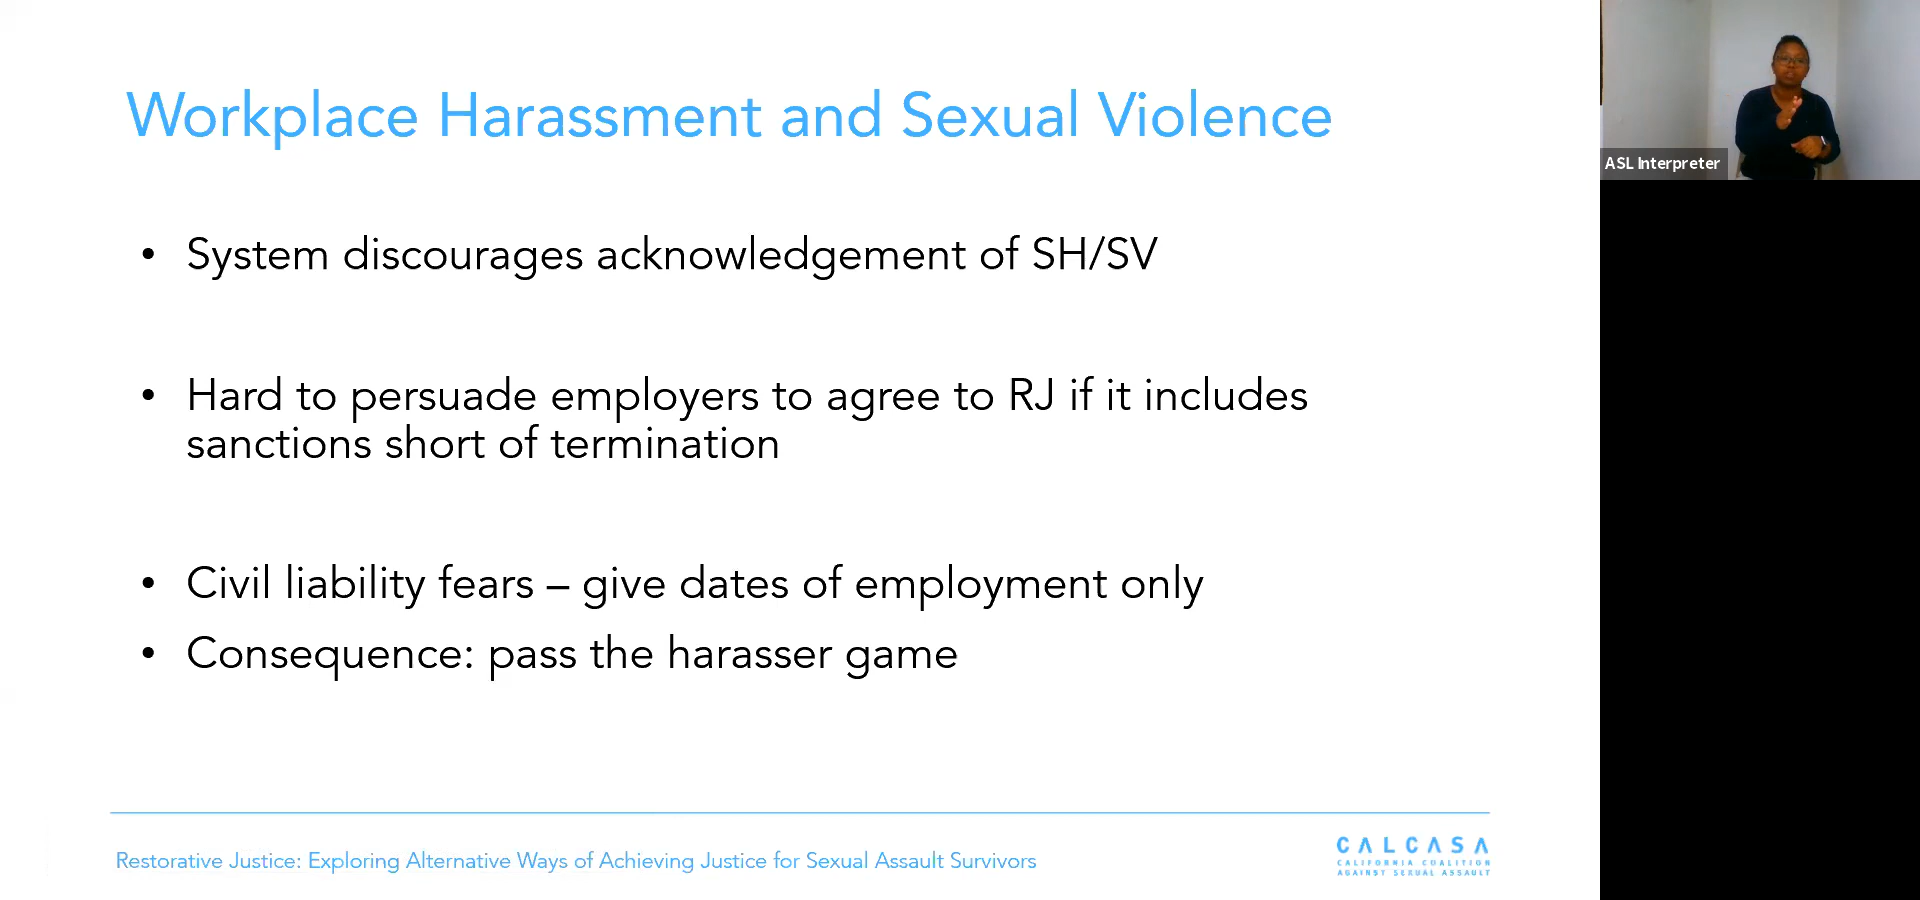 Workplace Harassment and Sexual Violence
• System discourages acknowledgement of SH/SV
• Hard to persuade employers to agree to RJ if it includes
sanctions short of termination
• Civil liability fears – give dates of employment only
• Consequence: pass the harasser game
Restorative Justice: Exploring Alternative Ways of Achieving Justice for Sexual Assault Survivors
CALCASA
CALIFORNIA COALITION
AGAINST SEXUAL ASSAULT
ASL Interpreter